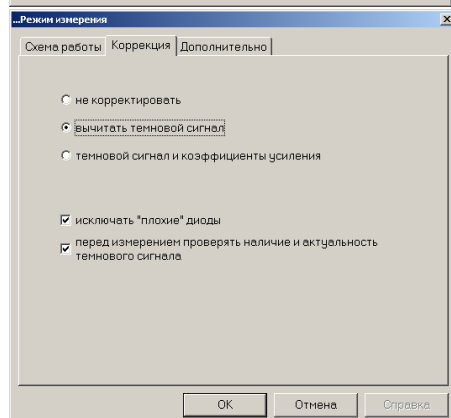 ...Режим измерения
Схема работы Коррекция Дополнительно
не корректировать
вычитать темновой сигнал
темновой сигнал и коэффициенты усиления
исключать "плохие" диоды
перед измерением проверять наличие и актуальность
темнового сигнала
OK Отмена Справка